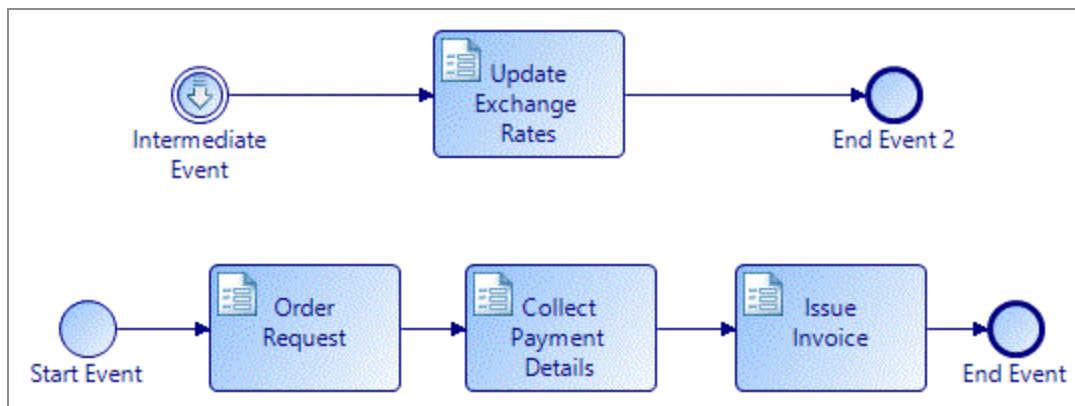 Update
Exchange
Rates
Intermediate
Event
End Event 2
Order
Request
Collect
Payment
Details
Issue
Invoice
Start Event
End Event